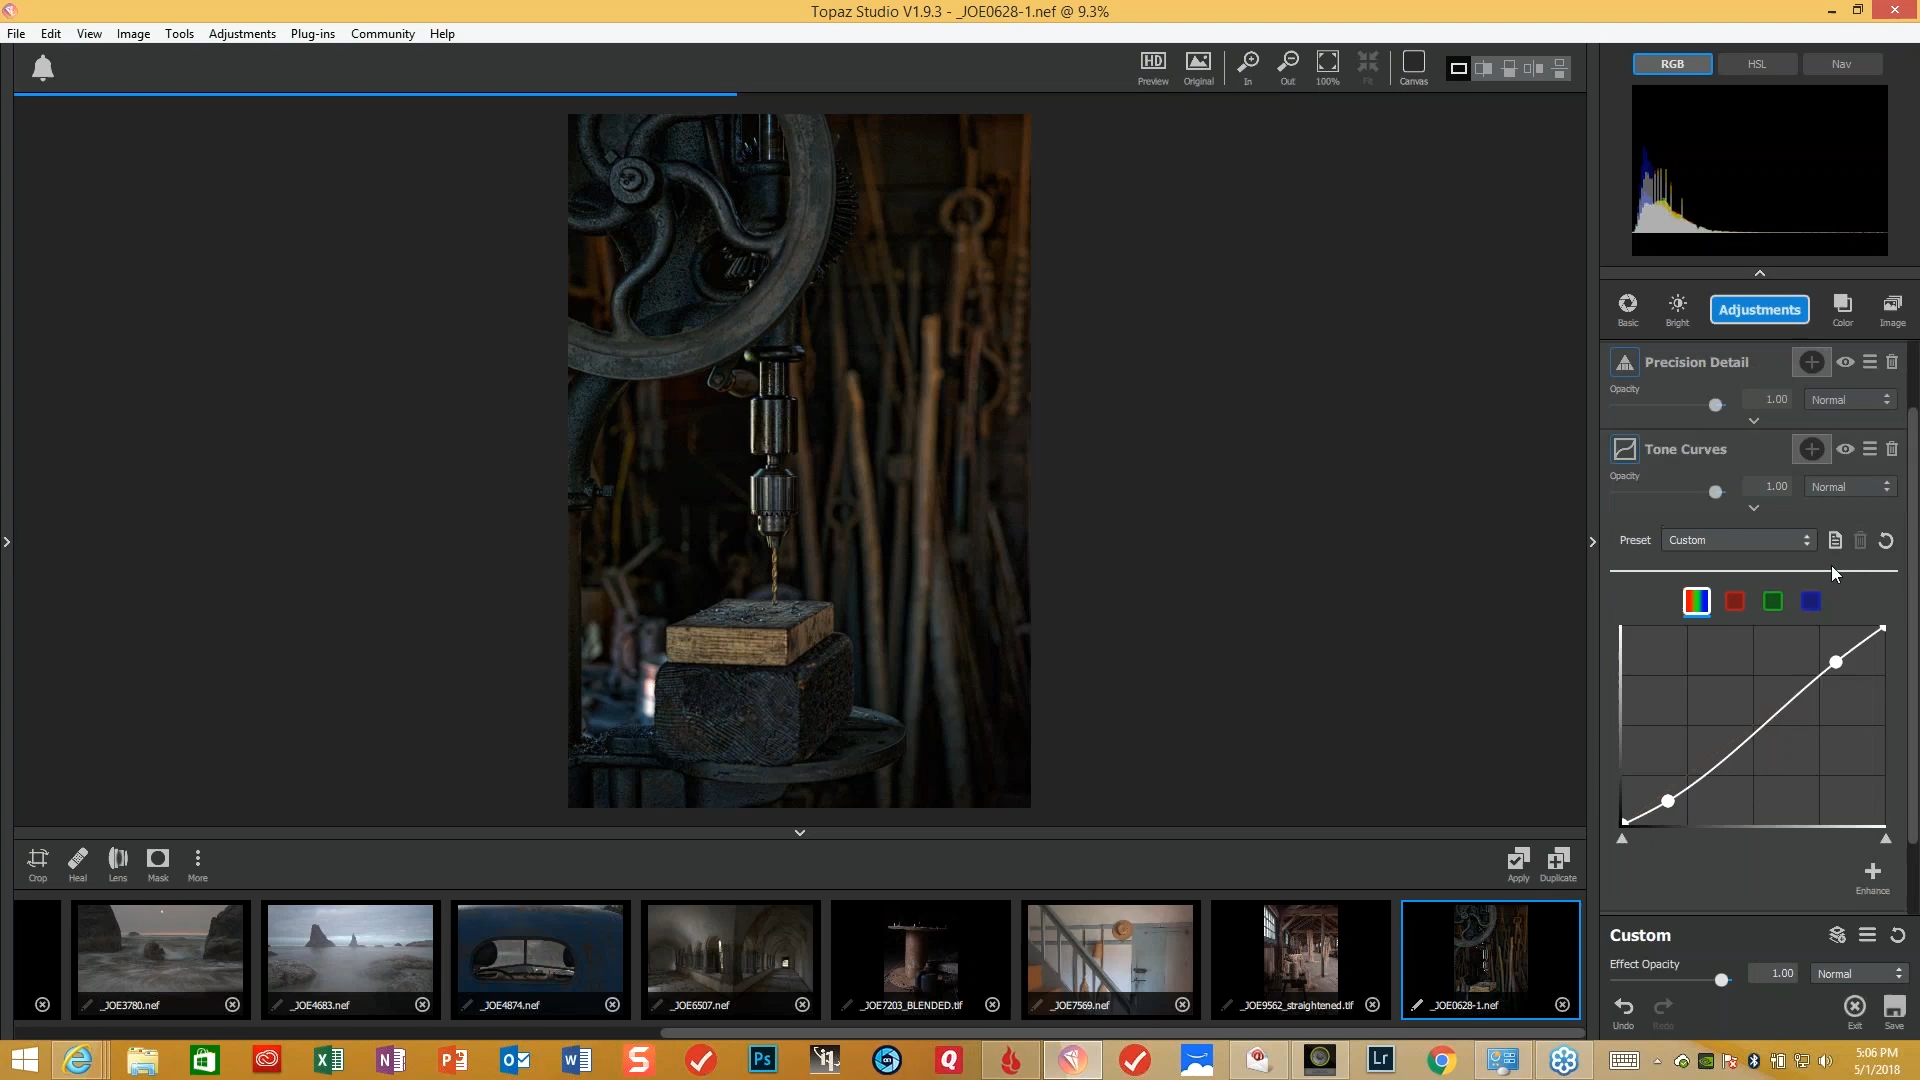 Topaz Studio V1.9.3 - _JOE0628-1.nef @ 9.3%
File Edit View Image Tools Adjustments Plug-ins Community Help
HD
Preview Original In Out 100% Fit Canvas
RGB HSL Nav
Adjustments
Basic Bright Color Image
Precision Detail
Opacity
1.00 Normal
Tone Curves
Opacity
1.00 Normal
Preset Custom
Enhance
Crop Heal Lens Mask More
Apply Duplicate
Custom
Effect Opacity
1.00 Normal
_JOE3780.nef _JOE4683.nef _JOE4874.nef _JOE6507.nef _JOE7203_BLENDED.tif _JOE7569.nef _JOE9562_straightened.tif _JOE0628-1.nef
Undo Redo Exit Save
Ps Lr
5:06 PM
5/1/2018